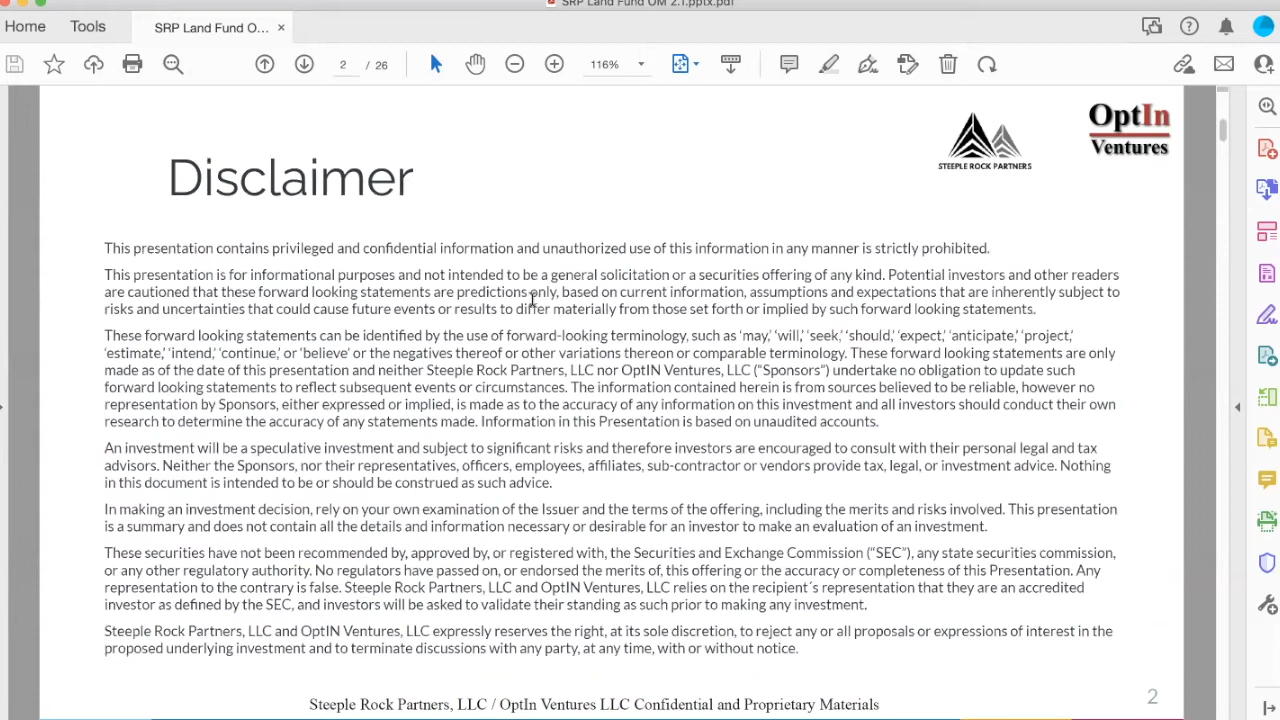 SRP Land Fund OM 2.1.pptx.pdf
Home
Tools
SRP Land Fund O... ×
2 / 26
116%
STEEPLE ROCK PARTNERS
OptIn
Ventures
Disclaimer
This presentation contains privileged and confidential information and unauthorized use of this information in any manner is strictly prohibited.
This presentation is for informational purposes and not intended to be a general solicitation or a securities offering of any kind. Potential investors and other readers
are cautioned that these forward looking statements are predictions only, based on current information, assumptions and expectations that are inherently subject to
risks and uncertainties that could cause future events or results to differ materially from those set forth or implied by such forward looking statements.
These forward looking statements can be identified by the use of forward-looking terminology, such as ‘may,’ ‘will,’ ‘seek,’ ‘should,’ ‘expect,’ ‘anticipate,’ ‘project,’
‘estimate,’ ‘intend,’ ‘continue,’ or ‘believe’ or the negatives thereof or other variations thereon or comparable terminology. These forward looking statements are only
made as of the date of this presentation and neither Steeple Rock Partners, LLC nor OptIN Ventures, LLC (“Sponsors”) undertake no obligation to update such
forward looking statements to reflect subsequent events or circumstances. The information contained herein is from sources believed to be reliable, however no
representation by Sponsors, either expressed or implied, is made as to the accuracy of any information on this investment and all investors should conduct their own
research to determine the accuracy of any statements made. Information in this Presentation is based on unaudited accounts.
An investment will be a speculative investment and subject to significant risks and therefore investors are encouraged to consult with their personal legal and tax
advisors. Neither the Sponsors, nor their representatives, officers, employees, affiliates, sub-contractor or vendors provide tax, legal, or investment advice. Nothing
in this document is intended to be or should be construed as such advice.
In making an investment decision, rely on your own examination of the Issuer and the terms of the offering, including the merits and risks involved. This presentation
is a summary and does not contain all the details and information necessary or desirable for an investor to make an evaluation of an investment.
These securities have not been recommended by, approved by, or registered with, the Securities and Exchange Commission (“SEC”), any state securities commission,
or any other regulatory authority. No regulators have passed on, or endorsed the merits of, this offering or the accuracy or completeness of this Presentation. Any
representation to the contrary is false. Steeple Rock Partners, LLC and OptIN Ventures, LLC relies on the recipient´s representation that they are an accredited
investor as defined by the SEC, and investors will be asked to validate their standing as such prior to making any investment.
Steeple Rock Partners, LLC and OptIN Ventures, LLC expressly reserves the right, at its sole discretion, to reject any or all proposals or expressions of interest in the
proposed underlying investment and to terminate discussions with any party, at any time, with or without notice.
Steeple Rock Partners, LLC / OptIn Ventures LLC Confidential and Proprietary Materials
2